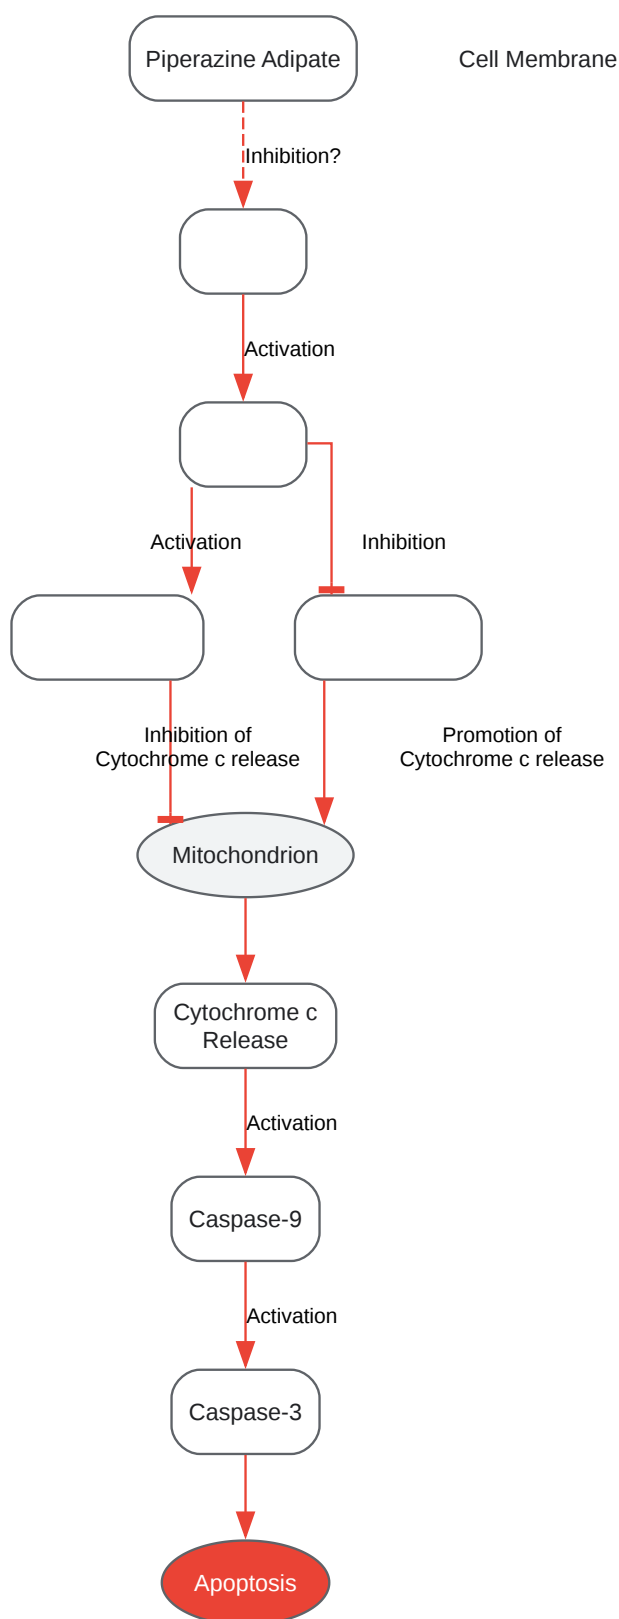 Piperazine Adipate
Cell Membrane
Inhibition?
Activation
Activation
Inhibition
Inhibition of
Cytochrome c release
Promotion of
Cytochrome c release
Mitochondrion
Cytochrome c
Release
Activation
Caspase-9
Activation
Caspase-3
Apoptosis